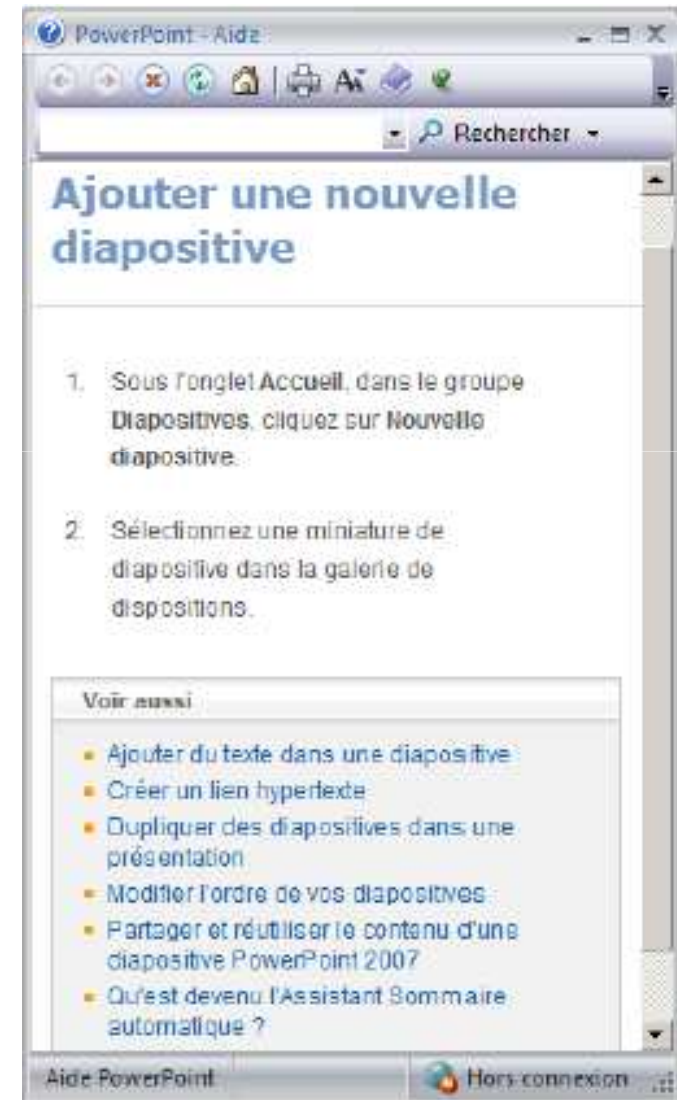 PowerPoint - Aide
Rechercher
Ajouter une nouvelle
diapositive
1. Sous l'onglet Accueil, dans le groupe
Diapositives, cliquez sur Nouvelle
diapositive.
2. Sélectionnez une miniature de
diapositive dans la galerie de
dispositions.
Voir aussi
Ajouter du texte dans une diapositive
Créer un lien hypertexte
Dupliquer des diapositives dans une
présentation
Modifier l'ordre de vos diapositives
Partager et réutiliser le contenu d'une
diapositive PowerPoint 2007
Qu'est devenu l'Assistant Sommaire
automatique ?
Aide PowerPoint
Hors connexion